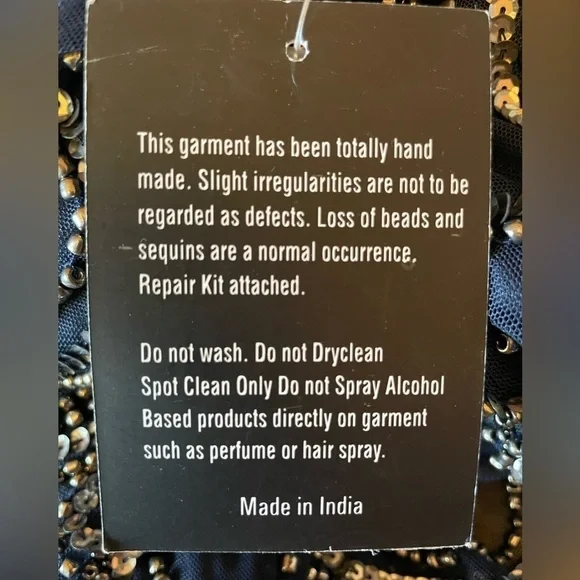 This garment has been totally hand
made. Slight irregularities are not to be
regarded as defects. Loss of beads and
sequins are a normal occurrence.
Repair Kit attached.
Do not wash. Do not Dryclean
Spot Clean Only Do not Spray Alcohol
Based products directly on garment
such as perfume or hair spray.
Made in India